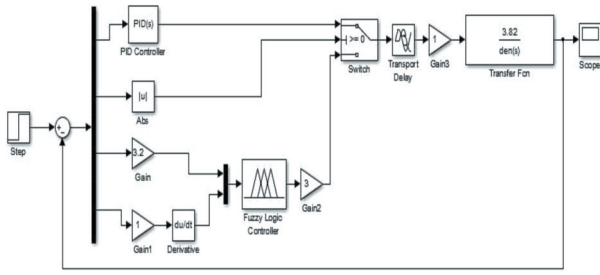 PID(s)
PID Controller
|u|
Abs
Step
+
−
3.2
Gain
1
Gain1
du/dt
Derivative
Fuzzy Logic
Controller
3
Gain2
>= 0
Switch
Transport
Delay
1
Gain3
3.82
den(s)
Transfer Fcn
Scope